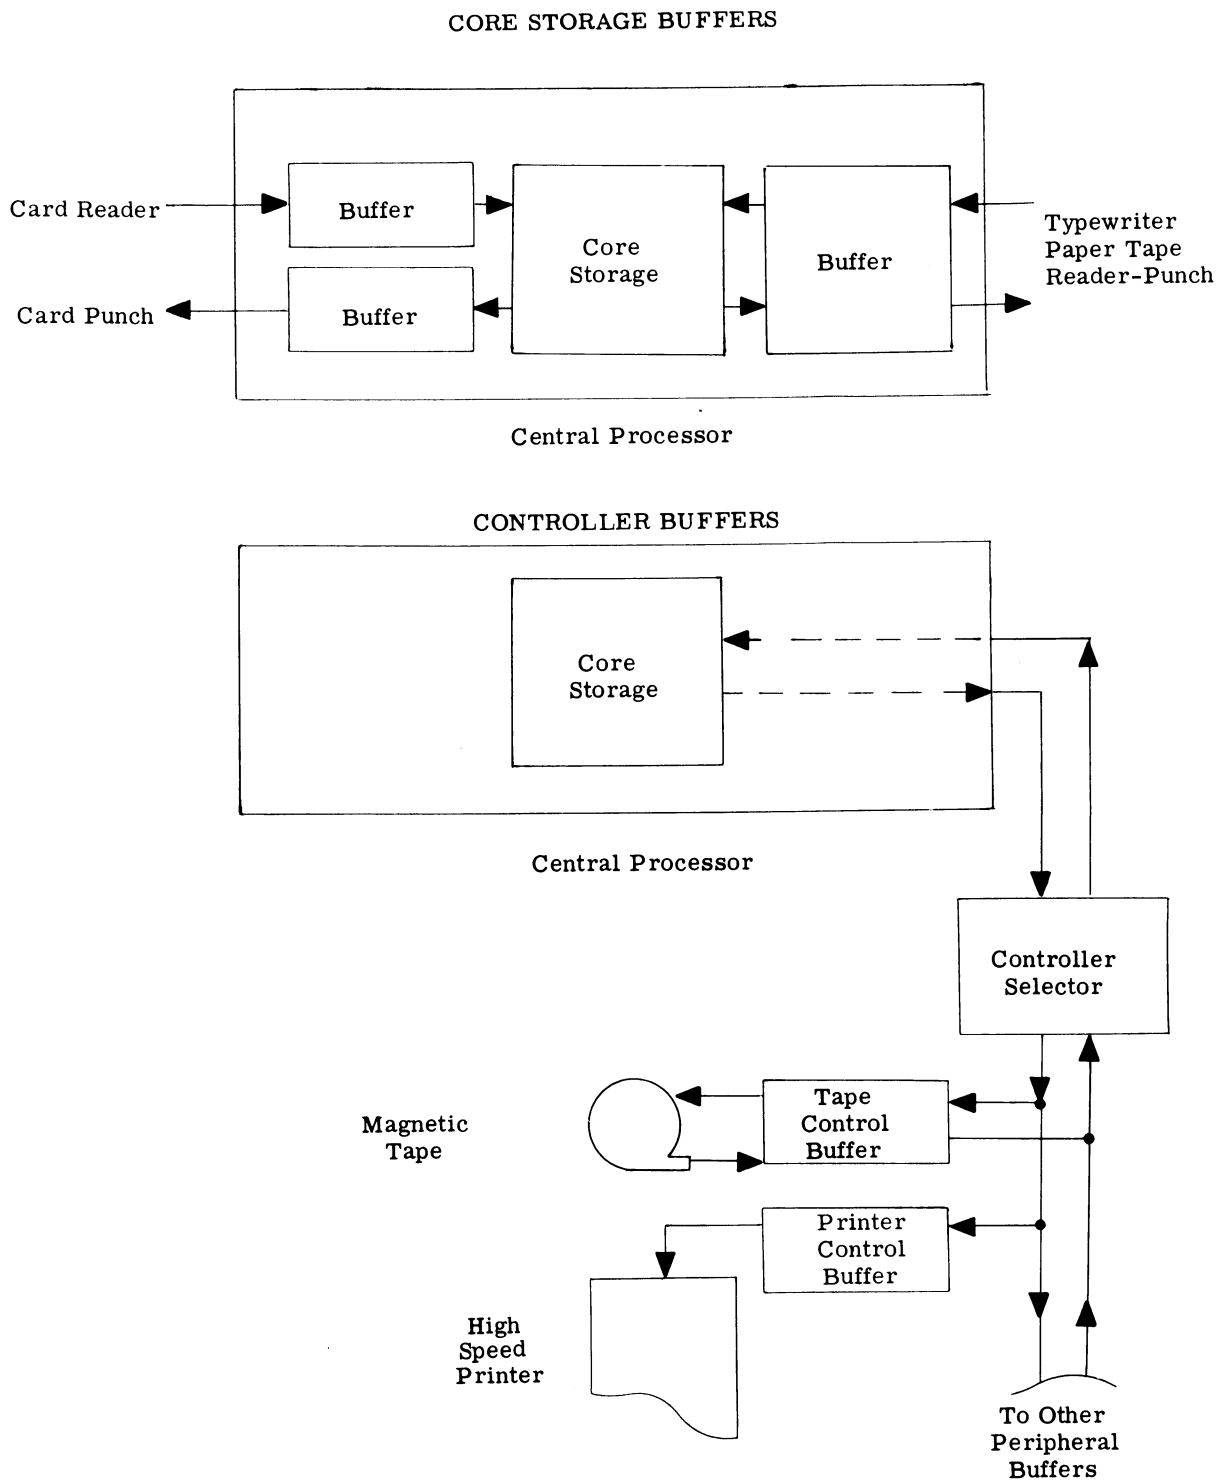 CORE STORAGE BUFFERS
Card Reader
Buffer
Core
Storage
Buffer
Typewriter
Paper Tape
Reader-Punch
Card Punch
Buffer
Central Processor
CONTROLLER BUFFERS
Core
Storage
Central Processor
Controller
Selector
Magnetic
Tape
Tape
Control
Buffer
Printer
Control
Buffer
High
Speed
Printer
To Other
Peripheral
Buffers